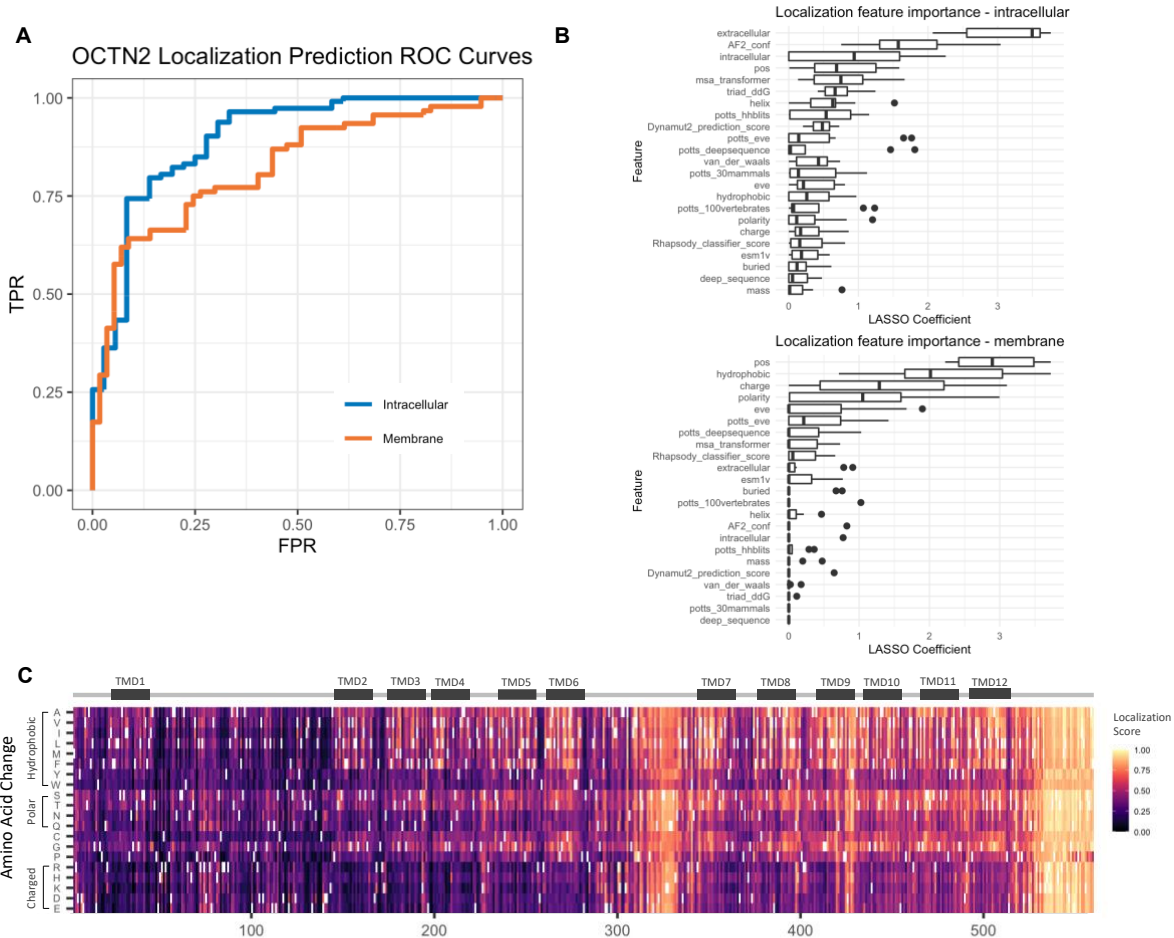 A
OCTN2 Localization Prediction ROC Curves
1.00
0.75
0.50
0.25
0.00
TPR
Intracellular
Membrane
0.00
0.25
0.50
0.75
1.00
FPR
B
Localization feature importance - intracellular
extracellular
AF2_conf
intracellular
pos
msa_transformer
triad_ddG
helix
potts_hhblits
Dynamut2_prediction_score
potts_eve
potts_deepsequence
van_der_waals
potts_30mammals
eve
hydrophobic
potts_100vertebrates
polarity
charge
Rhapsody_classifier_score
esm1v
buried
deep_sequence
mass
Feature
0
1
2
3
LASSO Coefficient
Localization feature importance - membrane
pos
hydrophobic
charge
polarity
eve
potts_eve
potts_deepsequence
msa_transformer
Rhapsody_classifier_score
extracellular
esm1v
buried
potts_100vertebrates
helix
AF2_conf
intracellular
potts_hhblits
mass
Dynamut2_prediction_score
van_der_waals
triad_ddG
potts_30mammals
deep_sequence
Feature
0
1
2
3
LASSO Coefficient
C
TMD1
TMD2
TMD3
TMD4
TMD5
TMD6
TMD7
TMD8
TMD9
TMD10
TMD11
TMD12
Amino Acid Change
Hydrophobic
Polar
Charged
A
V
I
L
M
F
Y
W
S
T
N
Q
C
G
P
R
H
K
D
E
100
200
300
400
500
Localization
Score
1.00
0.75
0.50
0.25
0.00